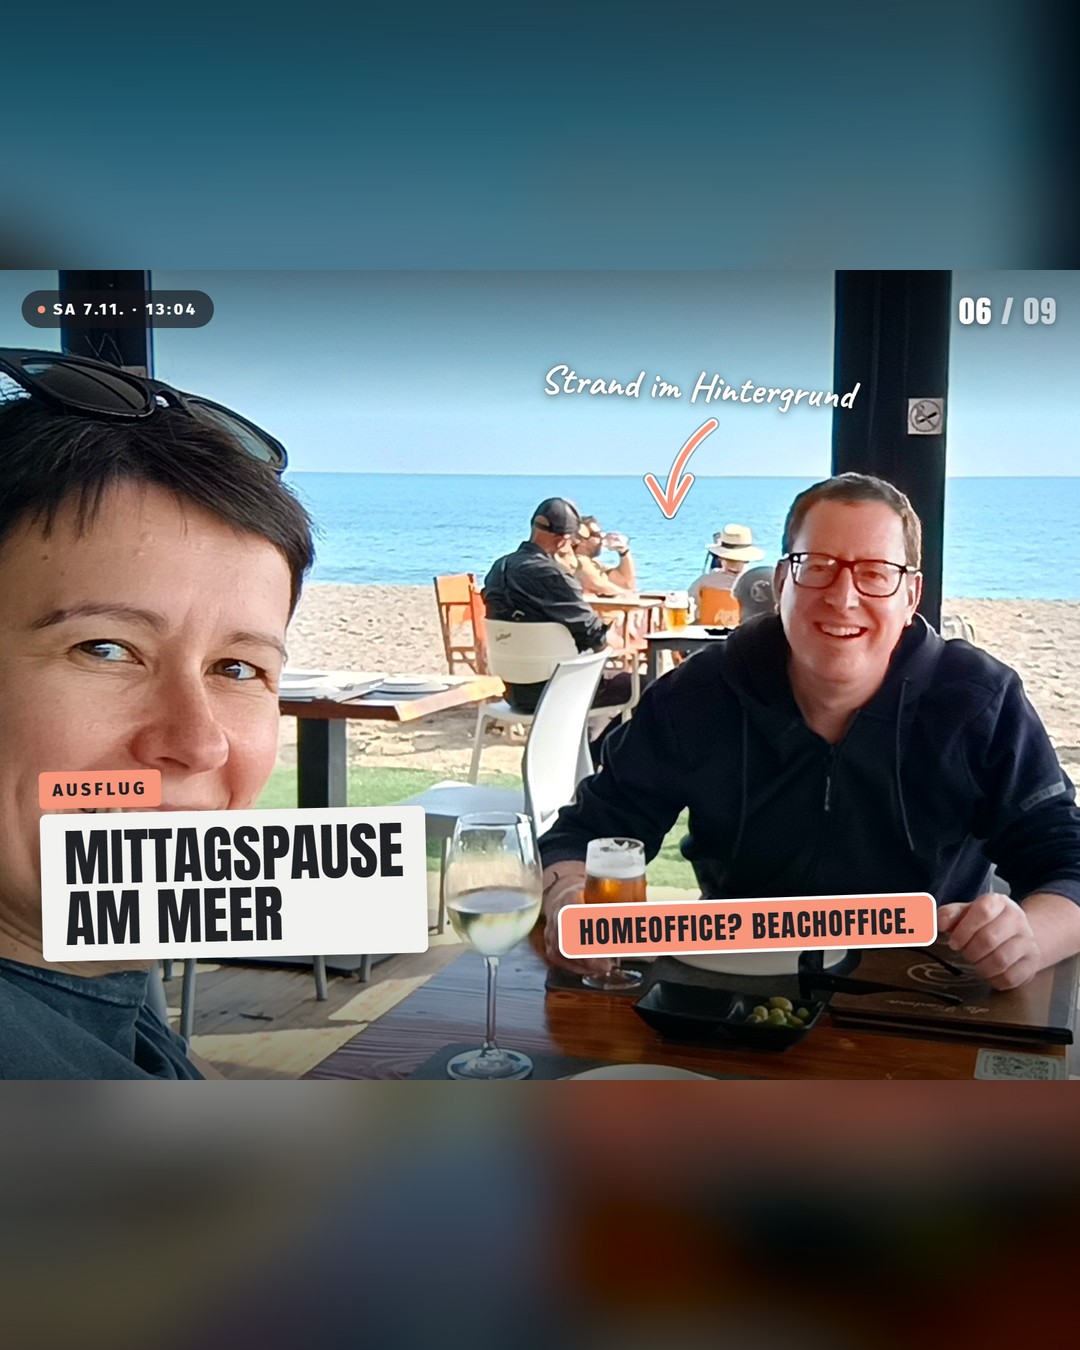 SA 7.11. · 13:04
06 / 09
Strand im Hintergrund
AUSFLUG
MITTAGSPAUSE
AM MEER
HOMEOFFICE? BEACHOFFICE.